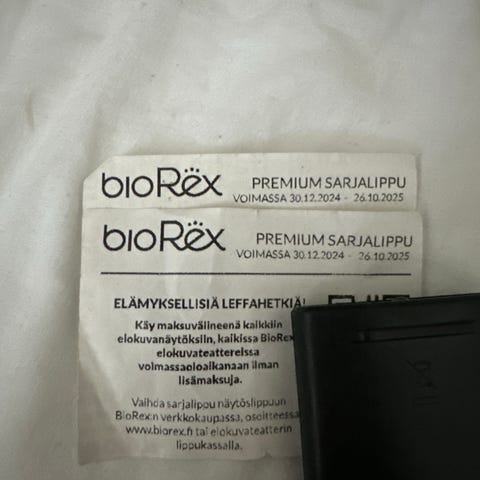 bioRëx PREMIUM SARJALIPPU
VOIMASSA 30.12.2024 - 26.10.2025
bioRëx PREMIUM SARJALIPPU
VOIMASSA 30.12.2024 - 26.10.2025
ELÄMYKSELLISIÄ LEFFAHETKIÄ!
Käy maksuvälineenä kaikkiin
elokuvanäytöksiin, kaikissa BioRex
elokuvateattereissa
voimassaoloaikanaan ilman
lisämaksuja.
Vaihda sarjalippu näytöslippuun
BioRex:n verkkokaupassa, osoitteessa
www.biorex.fi tai elokuvateatterin
lippukassalla.